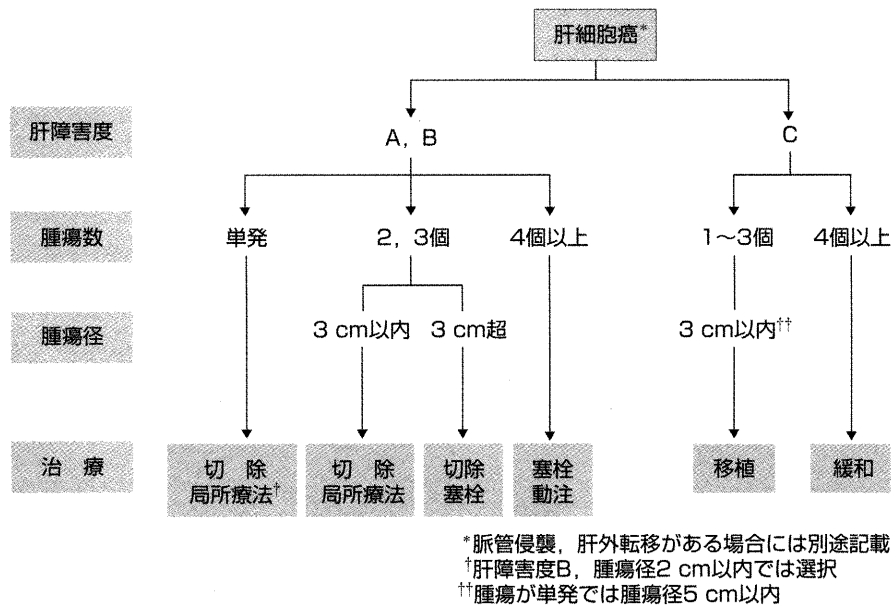 肝細胞癌*
肝障害度
A，B
C
腫瘍数
単発
2，3個
4個以上
1〜3個
4個以上
腫瘍径
3 cm以内
3 cm超
3 cm以内††
治　療
切　除
局所療法†
切　除
局所療法
切除
塞栓
塞栓
動注
移植
緩和
*脈管侵襲，肝外転移がある場合には別途記載
†肝障害度B，腫瘍径2 cm以内では選択
††腫瘍が単発では腫瘍径5 cm以内